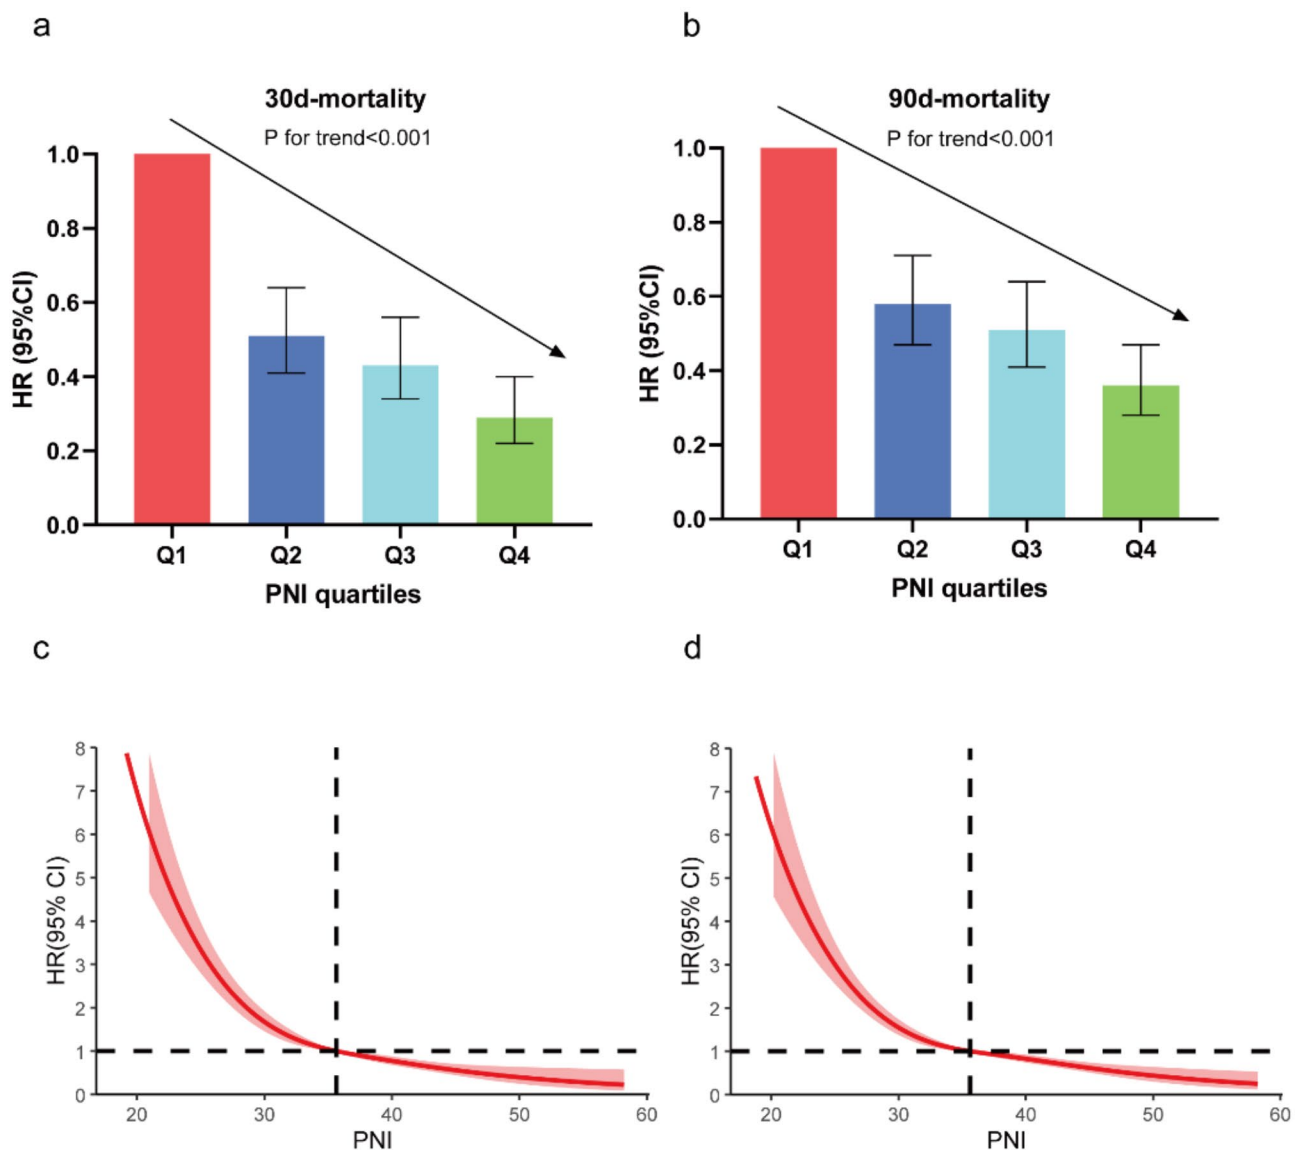 a
30d-mortality
P for trend<0.001
HR (95%CI)
1.0
0.8
0.6
0.4
0.2
0.0
Q1 Q2 Q3 Q4
PNI quartiles
b
90d-mortality
P for trend<0.001
HR (95%CI)
1.0
0.8
0.6
0.4
0.2
0.0
Q1 Q2 Q3 Q4
PNI quartiles
c
HR(95% CI)
8
7
6
5
4
3
2
1
0
20 30 40 50 60
PNI
d
HR(95% CI)
8
7
6
5
4
3
2
1
0
20 30 40 50 60
PNI